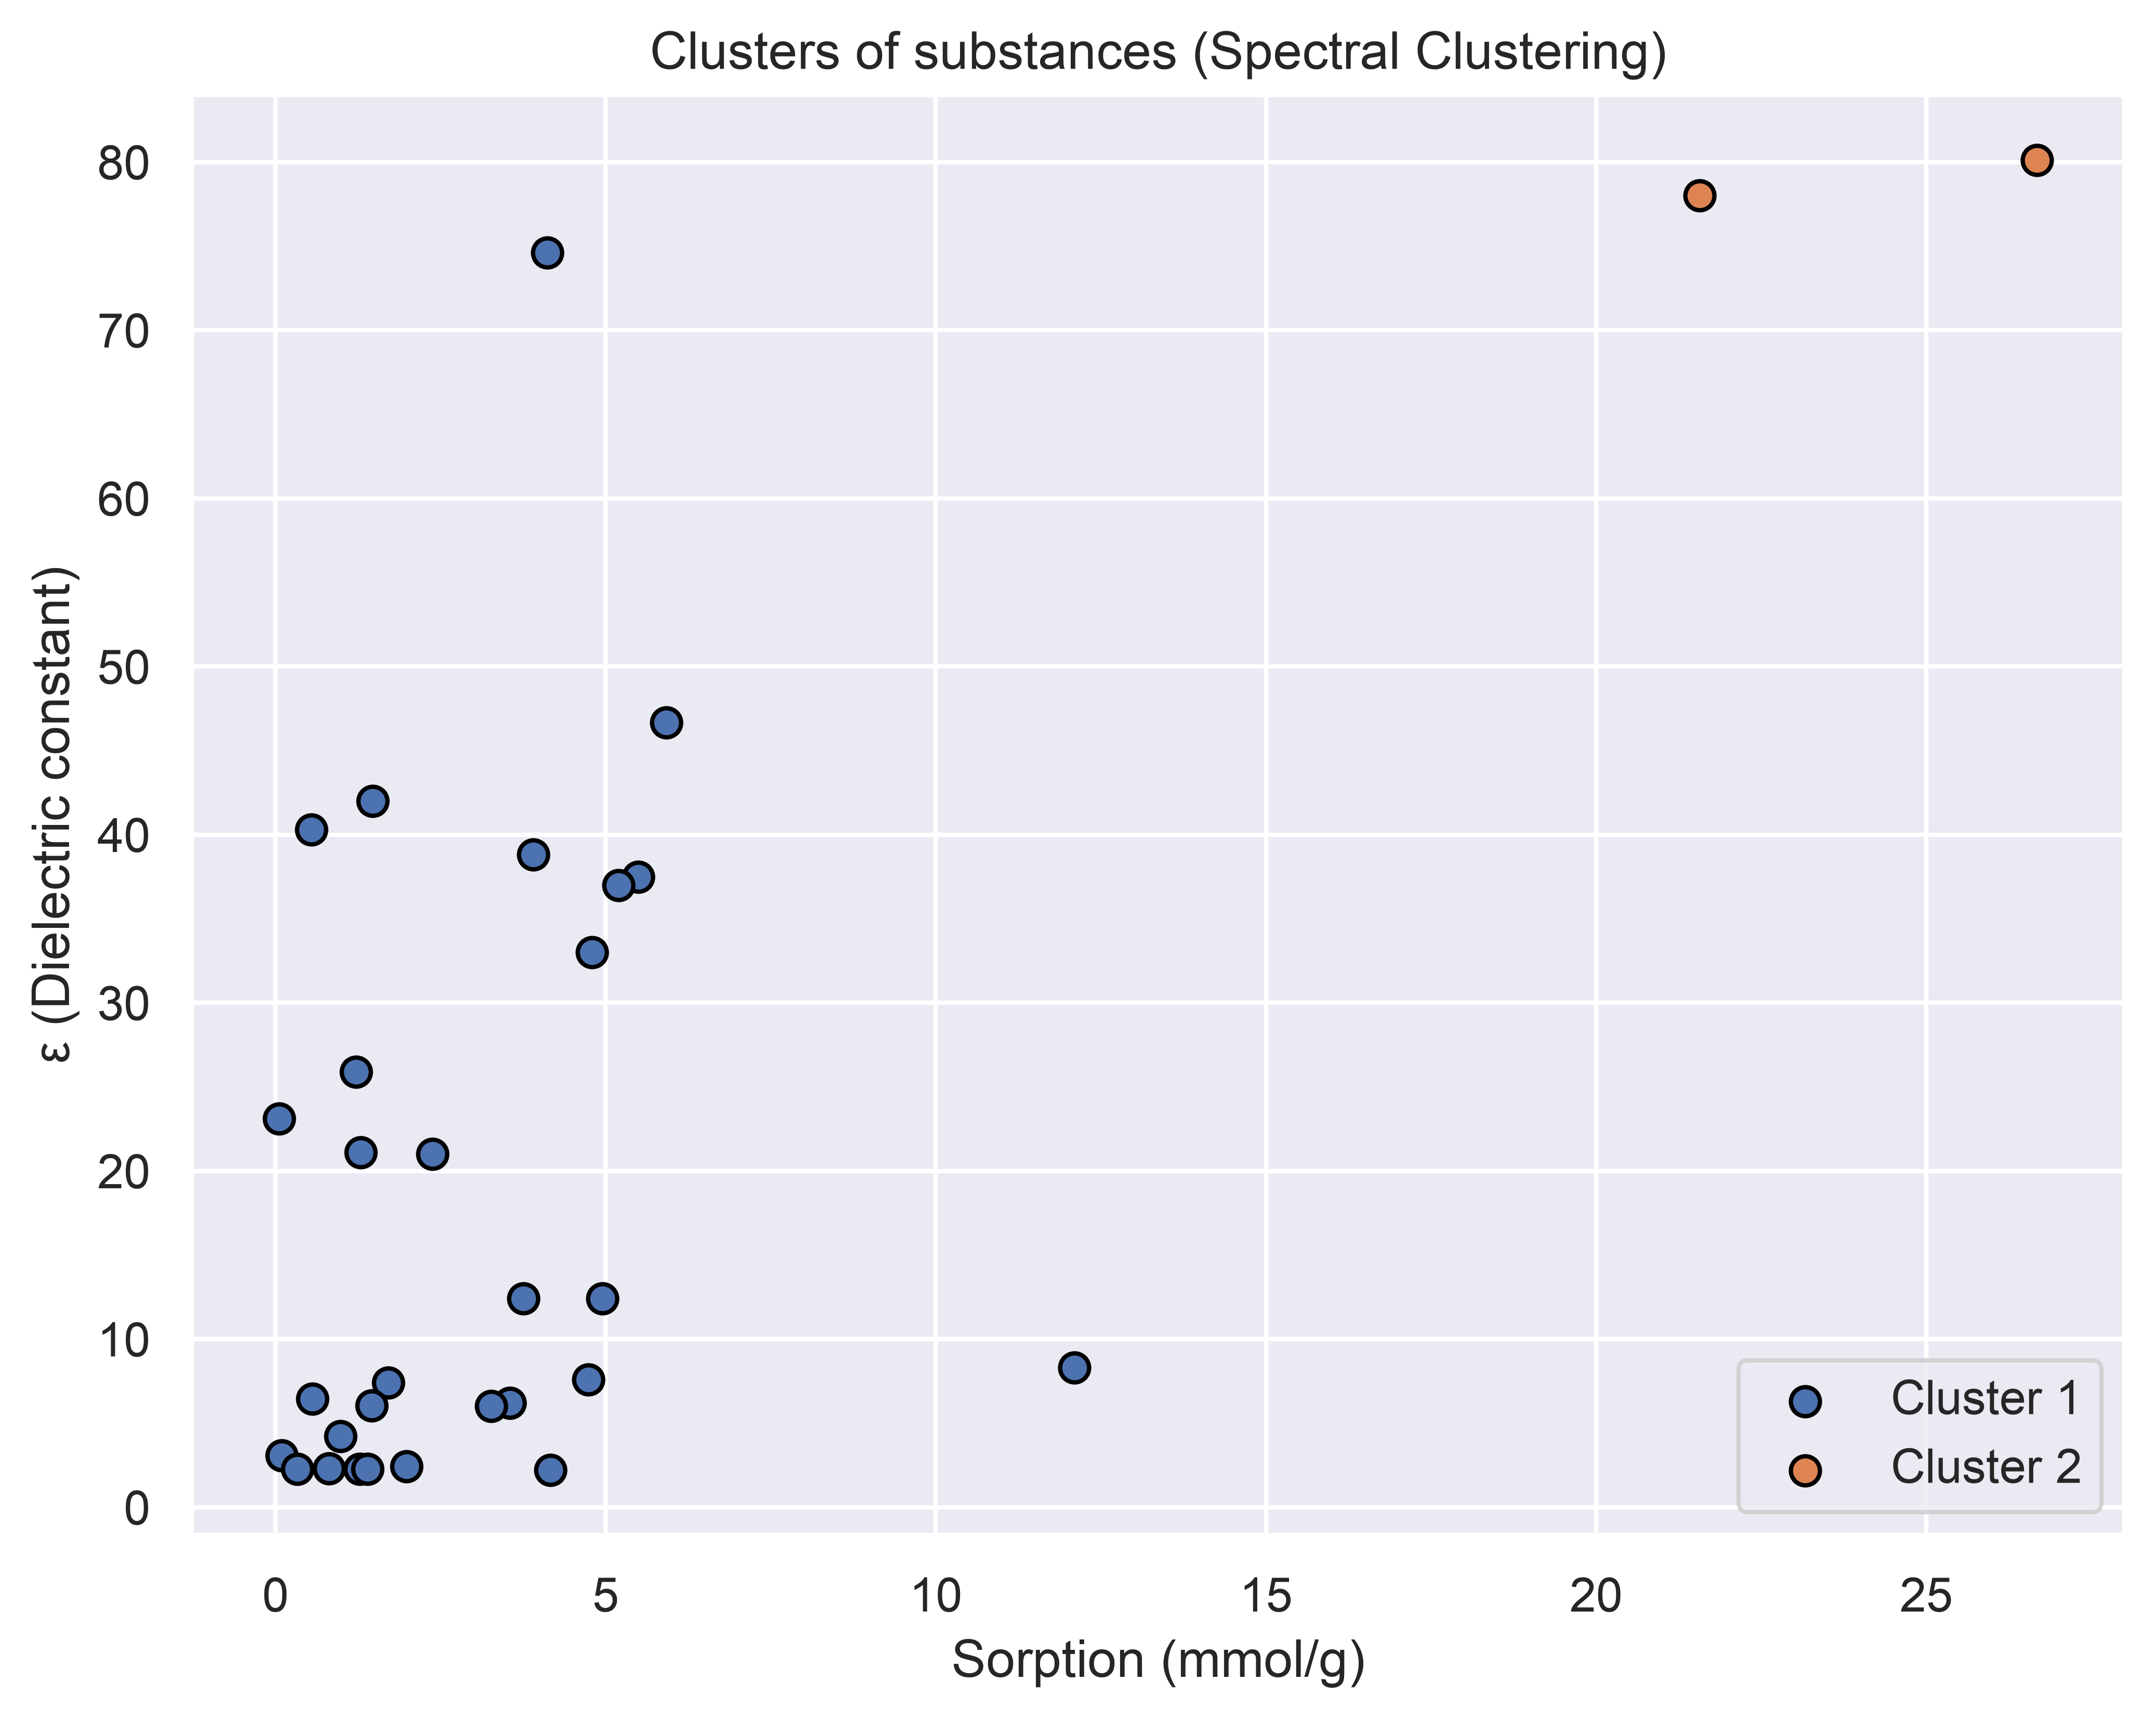 Clusters of substances (Spectral Clustering)
80
70
60
50
40
30
20
10
0
ε (Dielectric constant)
Cluster 1
Cluster 2
0 5 10 15 20 25
Sorption (mmol/g)